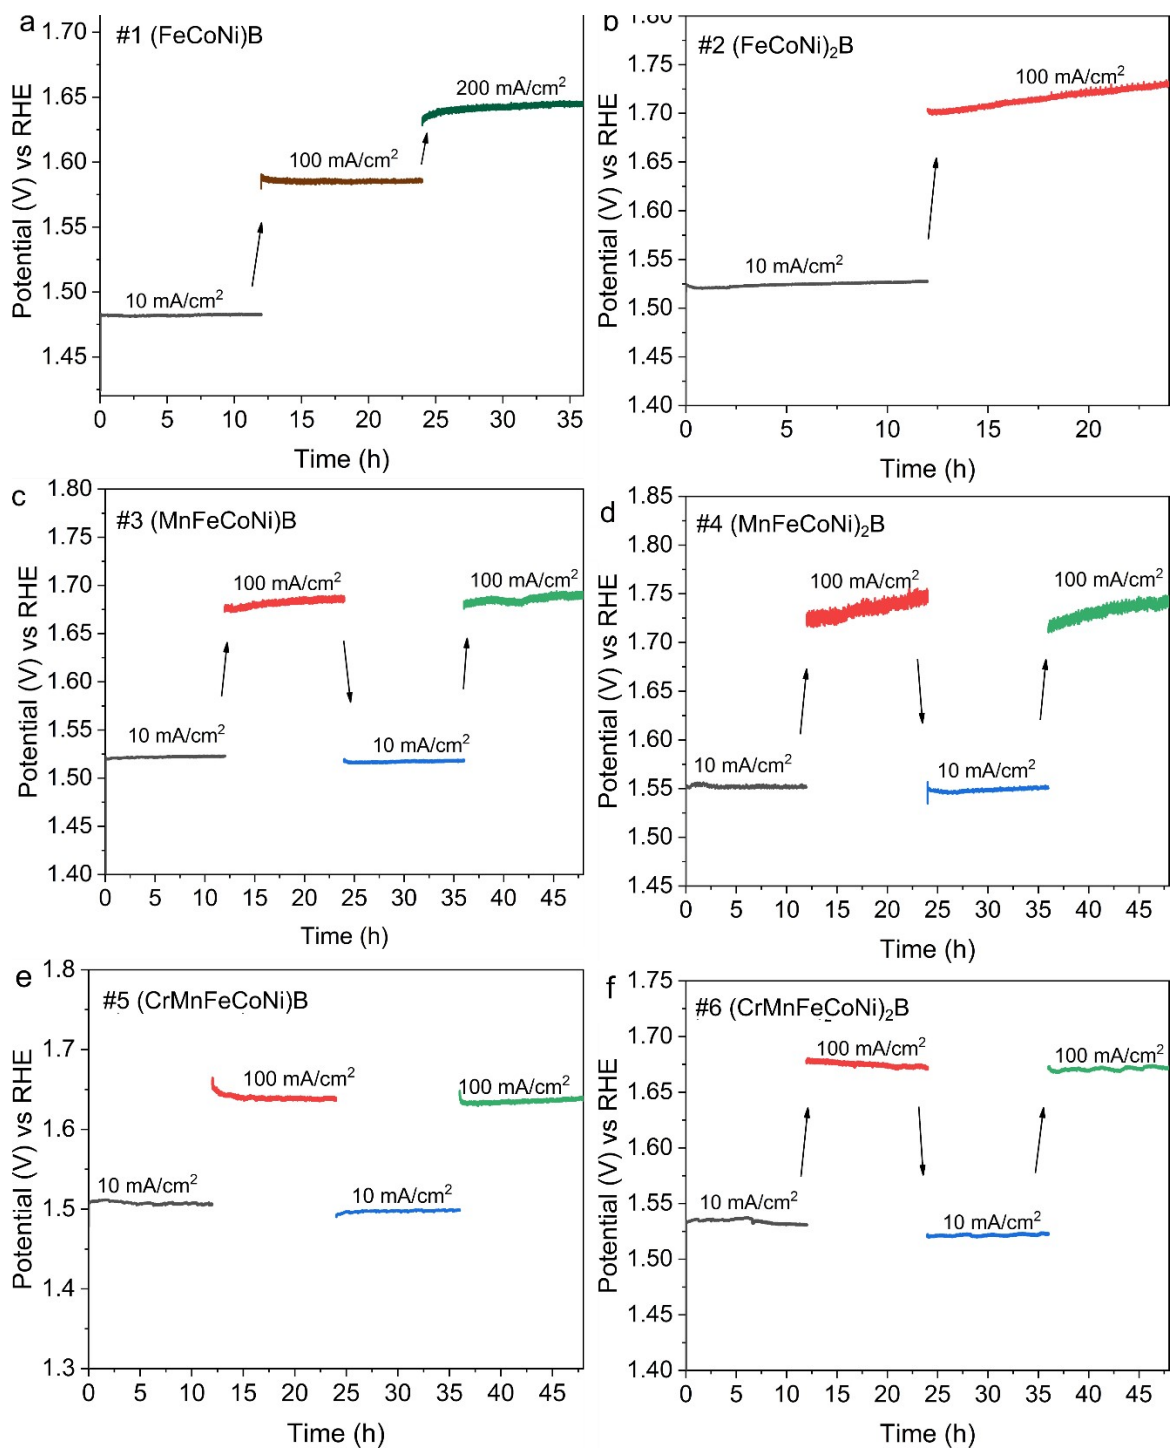 a
#1 (FeCoNi)B
1.70
1.65
1.60
1.55
1.50
1.45
Potential (V) vs RHE
10 mA/cm²
100 mA/cm²
200 mA/cm²
0 5 10 15 20 25 30 35
Time (h)
b
#2 (FeCoNi)₂B
1.80
1.75
1.70
1.65
1.60
1.55
1.50
1.45
1.40
Potential (V) vs RHE
10 mA/cm²
100 mA/cm²
0 5 10 15 20
Time (h)
c
#3 (MnFeCoNi)B
1.80
1.75
1.70
1.65
1.60
1.55
1.50
1.45
1.40
Potential (V) vs RHE
10 mA/cm²
100 mA/cm²
10 mA/cm²
100 mA/cm²
0 5 10 15 20 25 30 35 40 45
Time (h)
d
#4 (MnFeCoNi)₂B
1.85
1.80
1.75
1.70
1.65
1.60
1.55
1.50
1.45
Potential (V) vs RHE
10 mA/cm²
100 mA/cm²
10 mA/cm²
100 mA/cm²
0 5 10 15 20 25 30 35 40 45
Time (h)
e
#5 (CrMnFeCoNi)B
1.8
1.7
1.6
1.5
1.4
1.3
Potential (V) vs RHE
10 mA/cm²
100 mA/cm²
10 mA/cm²
100 mA/cm²
0 5 10 15 20 25 30 35 40 45
Time (h)
f
#6 (CrMnFeCoNi)₂B
1.75
1.70
1.65
1.60
1.55
1.50
1.45
1.40
Potential (V) vs RHE
10 mA/cm²
100 mA/cm²
10 mA/cm²
100 mA/cm²
0 5 10 15 20 25 30 35 40 45
Time (h)